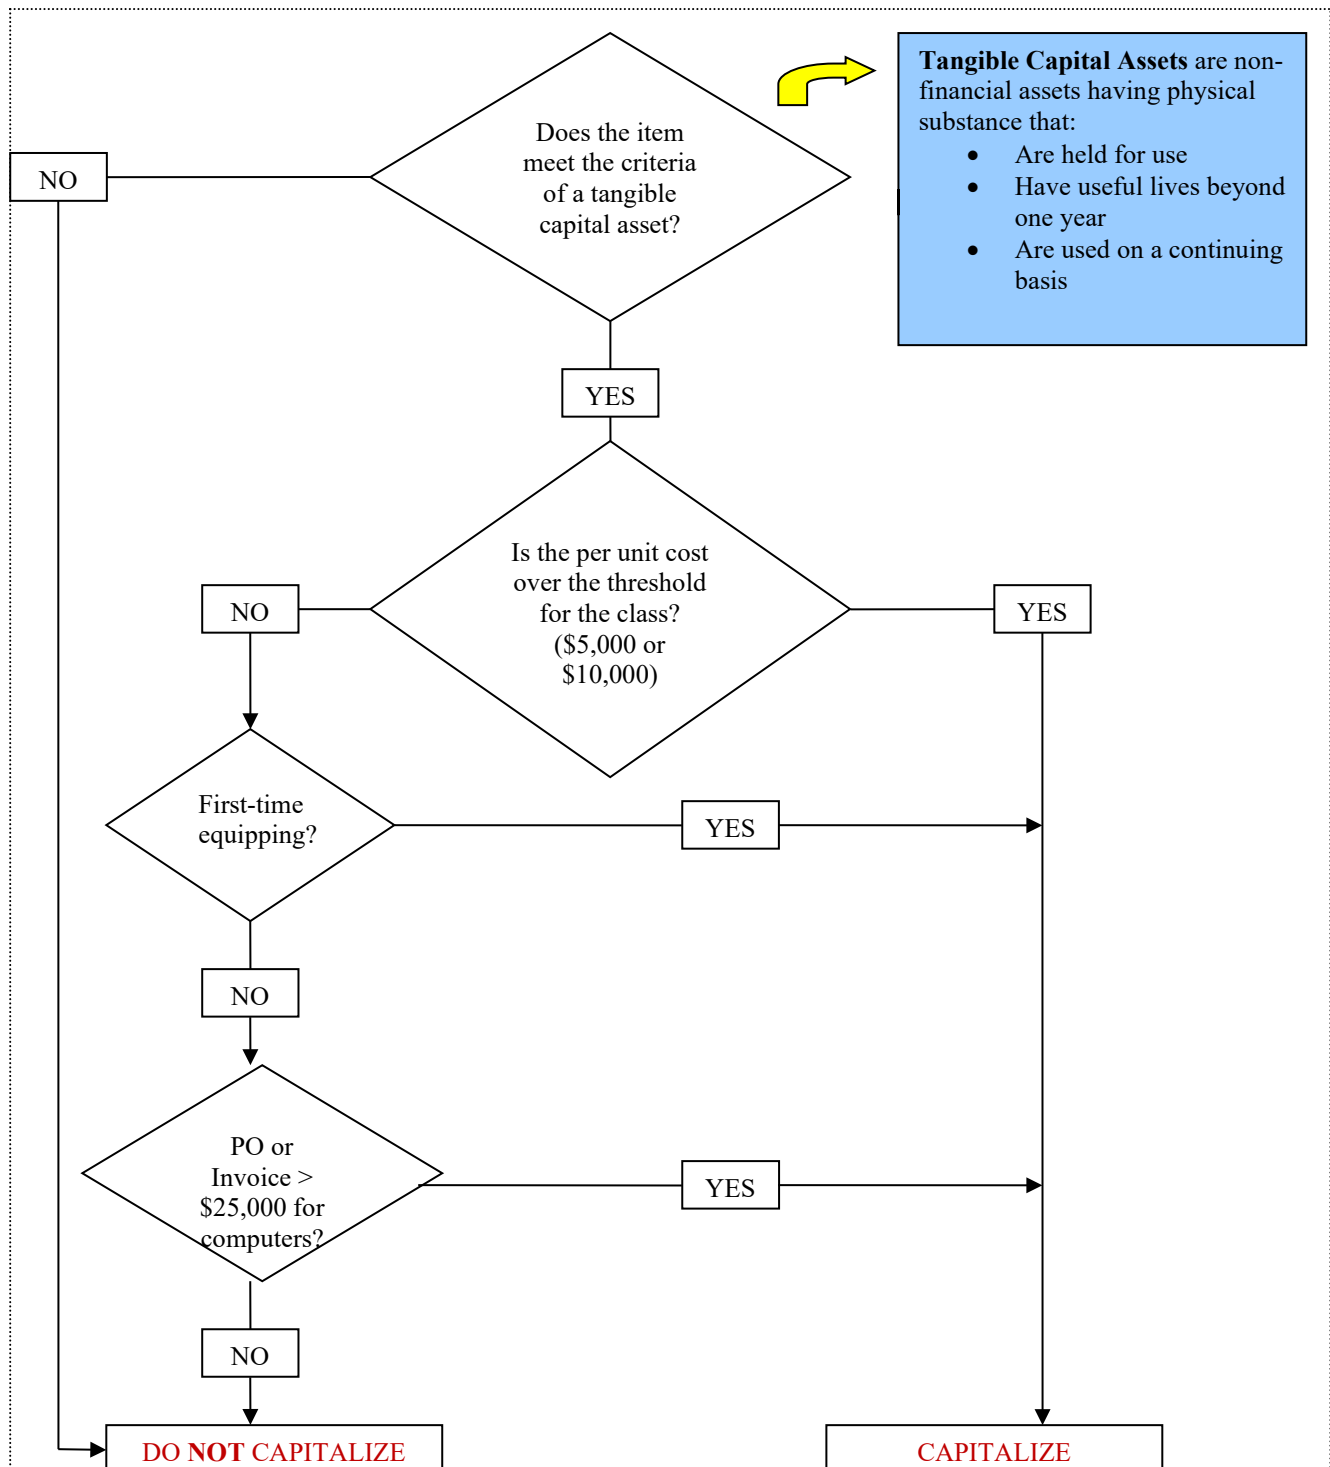 Does the item
meet the criteria
of a tangible
capital asset?
Tangible Capital Assets are non-
financial assets having physical
substance that:
• Are held for use
• Have useful lives beyond
one year
• Are used on a continuing
basis
NO
YES
Is the per unit cost
over the threshold
for the class?
($5,000 or
$10,000)
NO
YES
First-time
equipping?
YES
NO
PO or
Invoice >
$25,000 for
computers?
YES
NO
DO NOT CAPITALIZE
CAPITALIZE